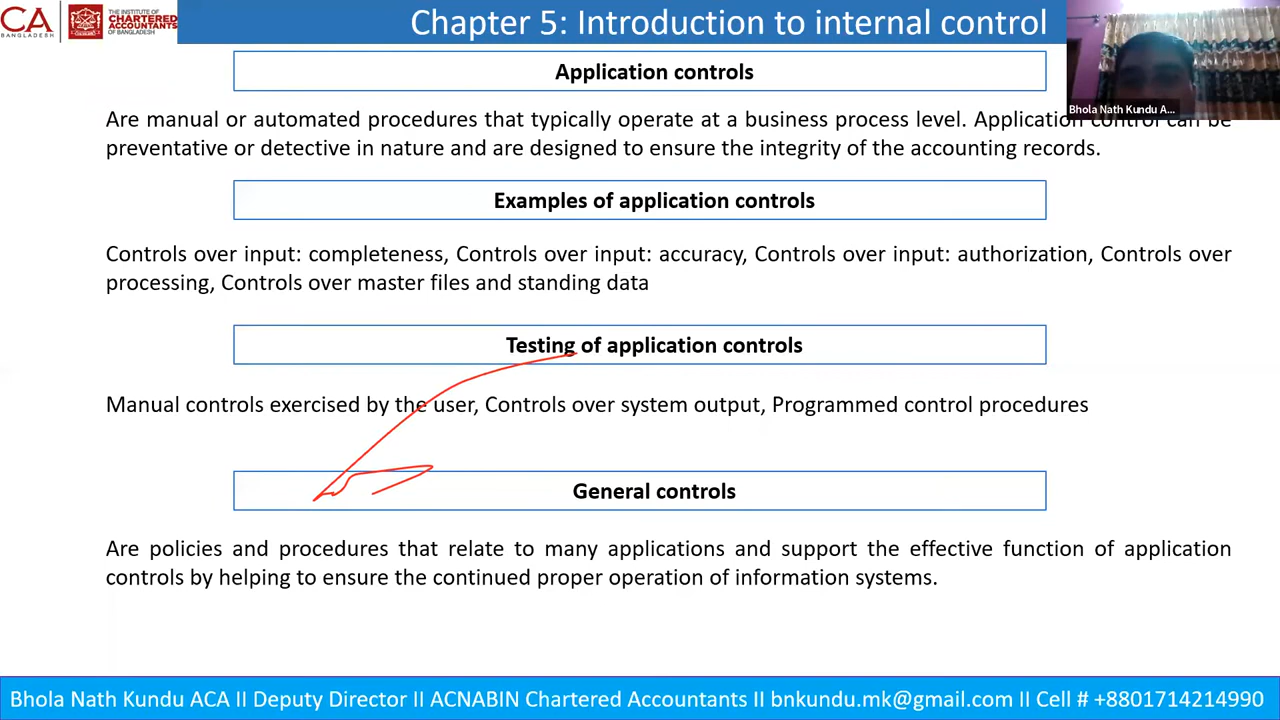 CA
BANGLADESH
THE INSTITUTE OF
CHARTERED
ACCOUNTANTS
OF BANGLADESH
Chapter 5: Introduction to internal control
Bhola Nath Kundu A...
Application controls
Are manual or automated procedures that typically operate at a business process level. Application control can be
preventative or detective in nature and are designed to ensure the integrity of the accounting records.
Examples of application controls
Controls over input: completeness, Controls over input: accuracy, Controls over input: authorization, Controls over
processing, Controls over master files and standing data
Testing of application controls
Manual controls exercised by the user, Controls over system output, Programmed control procedures
General controls
Are policies and procedures that relate to many applications and support the effective function of application
controls by helping to ensure the continued proper operation of information systems.
Bhola Nath Kundu ACA II Deputy Director II ACNABIN Chartered Accountants II bnkundu.mk@gmail.com II Cell # +8801714214990